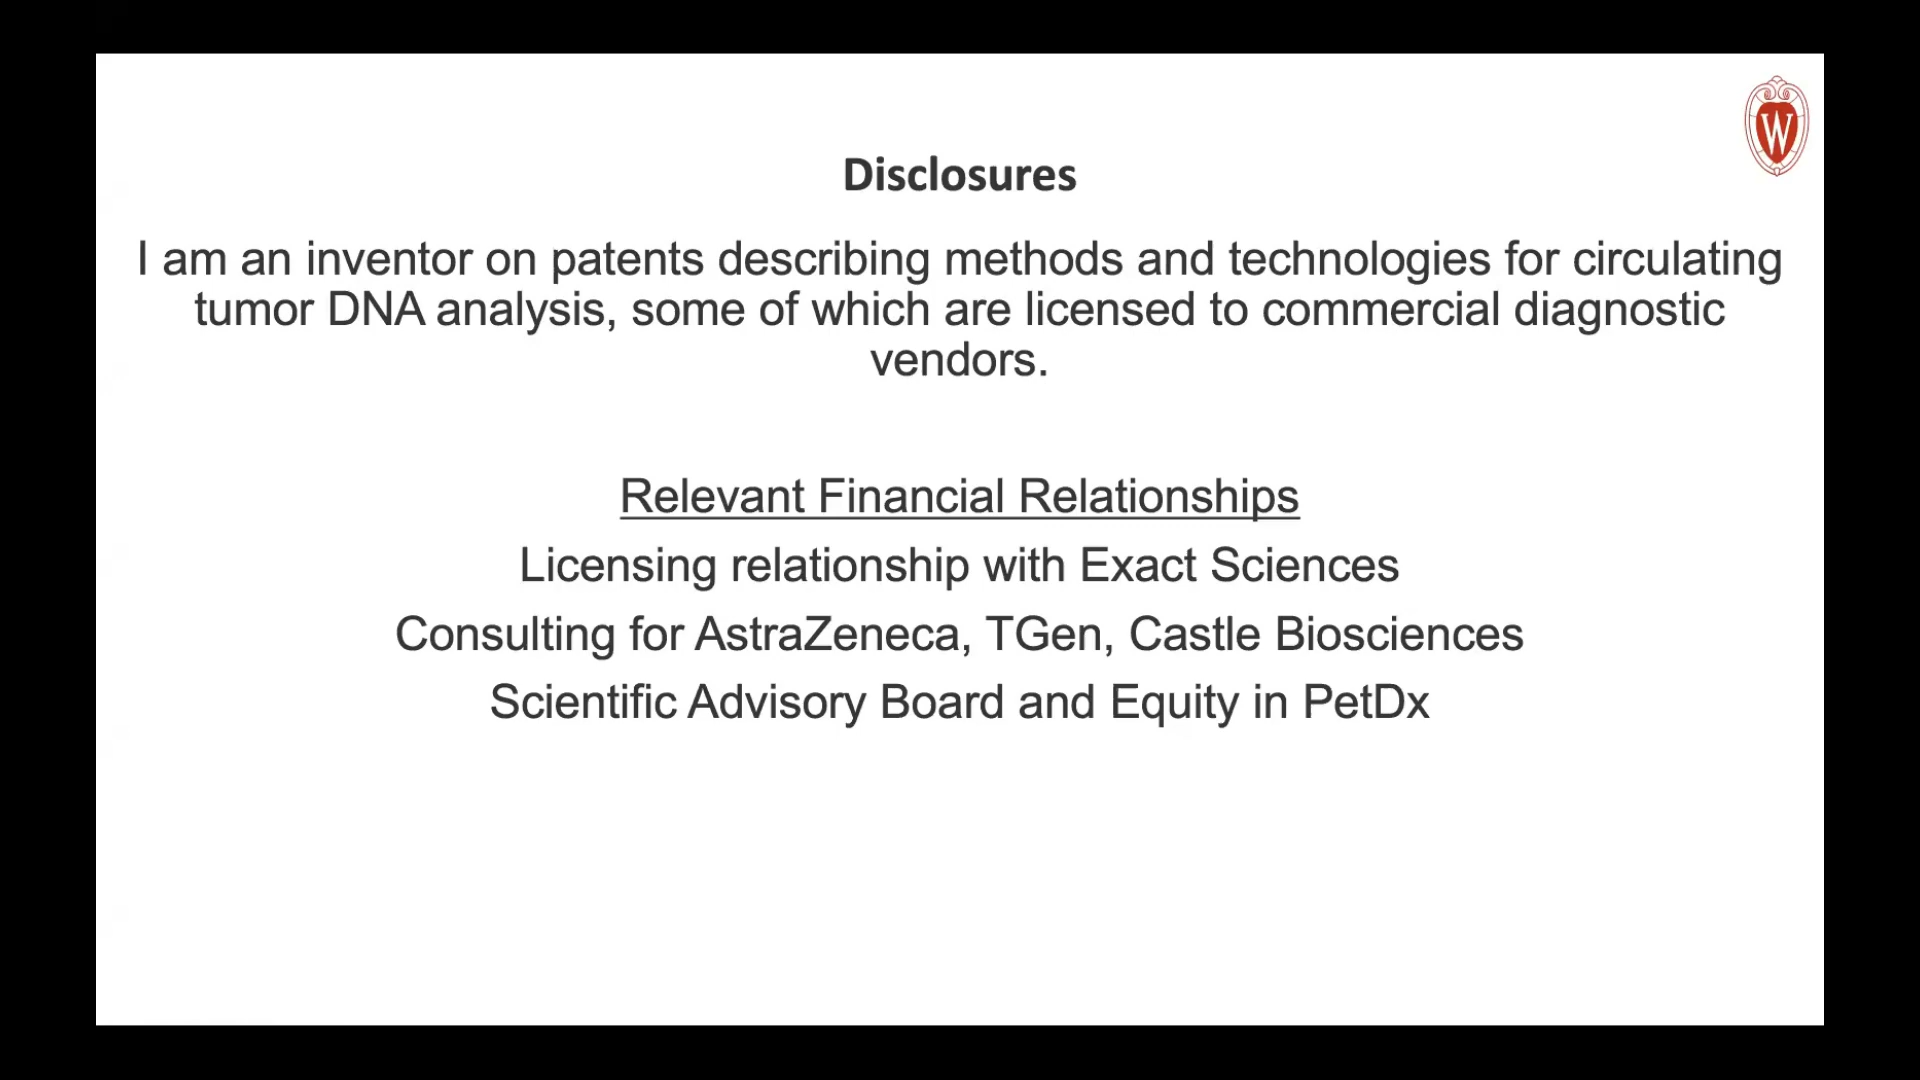 W
Disclosures
I am an inventor on patents describing methods and technologies for circulating
tumor DNA analysis, some of which are licensed to commercial diagnostic
vendors.
Relevant Financial Relationships
Licensing relationship with Exact Sciences
Consulting for AstraZeneca, TGen, Castle Biosciences
Scientific Advisory Board and Equity in PetDx